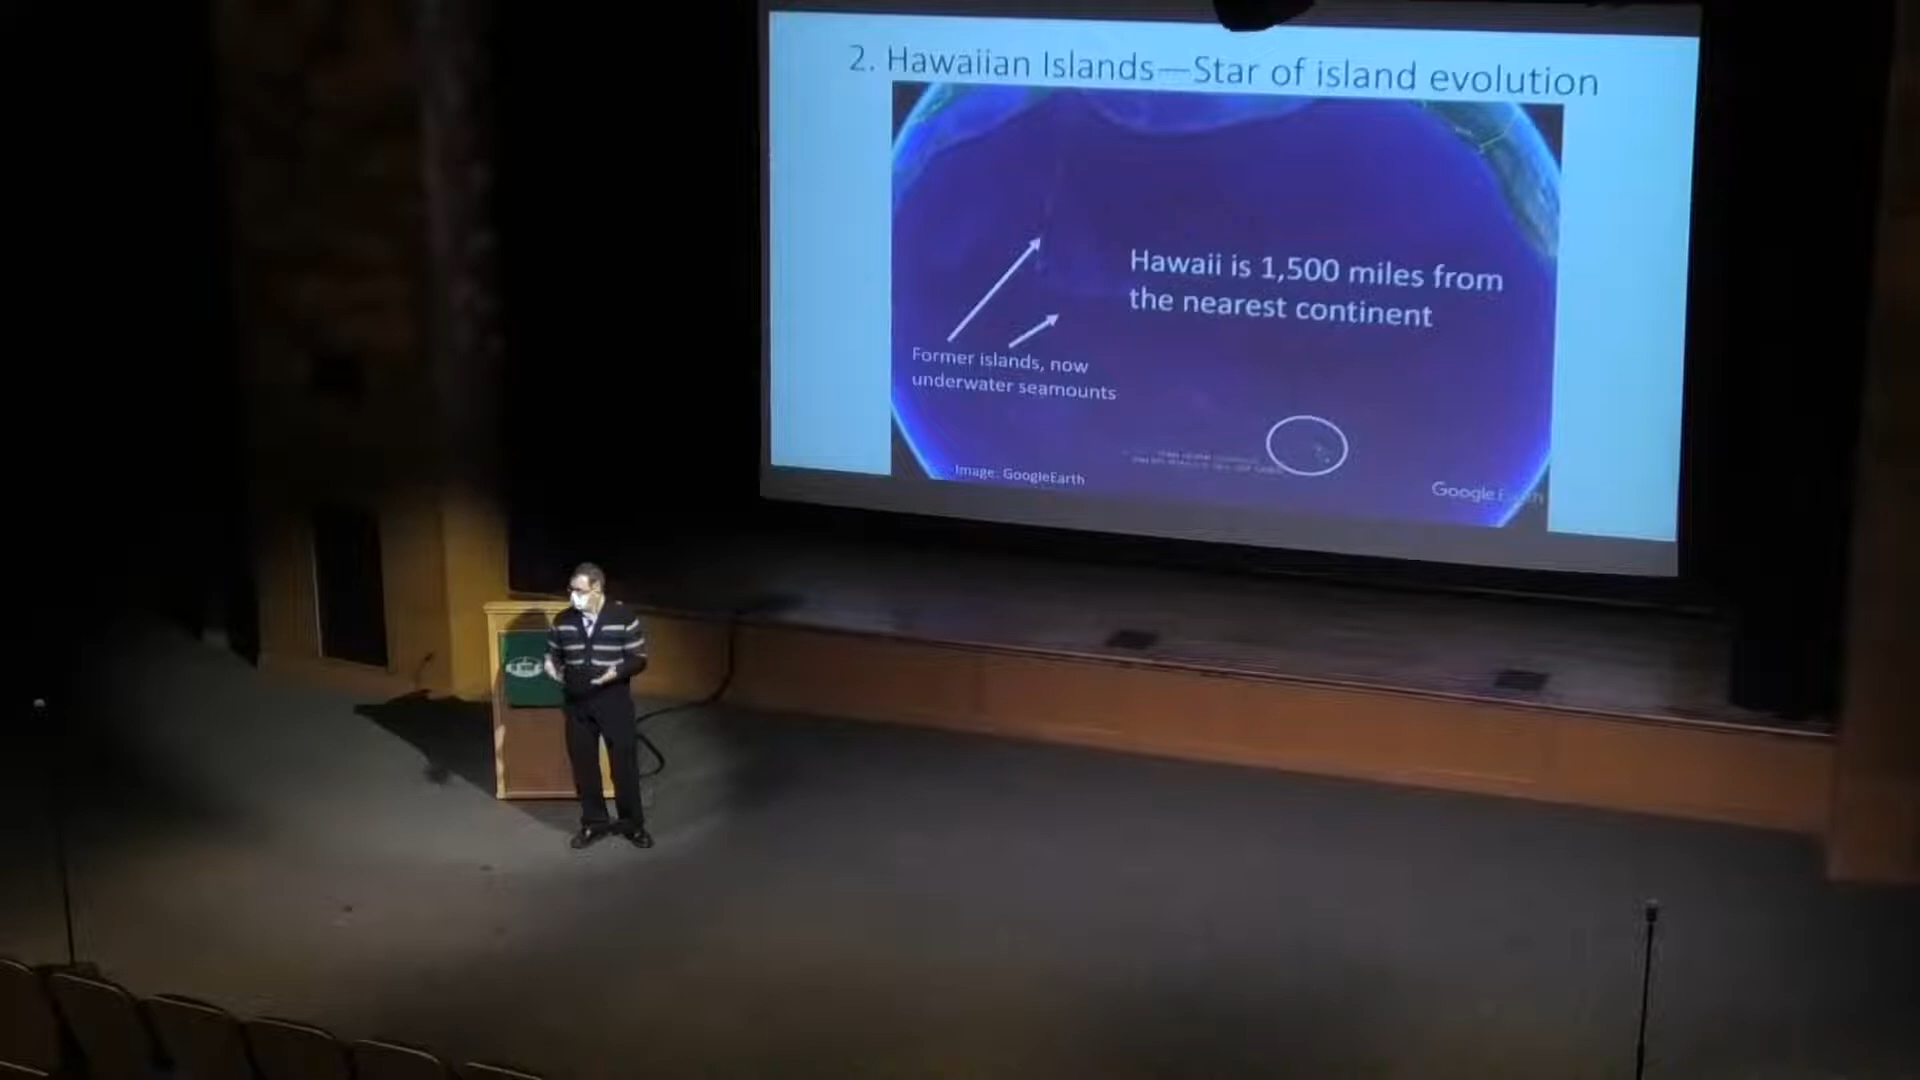 2. Hawaiian Islands—Star of island evolution
Hawaii is 1,500 miles from
the nearest continent
Former islands, now
underwater seamounts
Image: GoogleEarth
Google